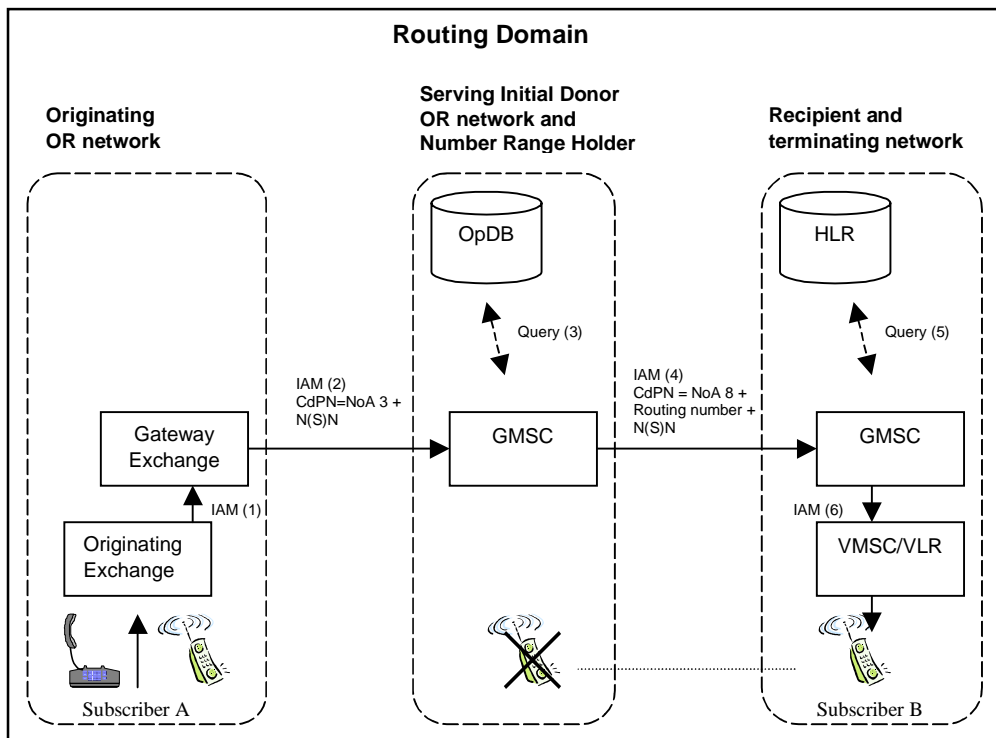 Routing Domain
Originating
OR network
Serving Initial Donor
OR network and
Number Range Holder
Recipient and
terminating network
OpDB
HLR
Query (3)
Query (5)
IAM (2)
CdPN=NoA 3 +
N(S)N
IAM (4)
CdPN = NoA 8 +
Routing number +
N(S)N
Gateway
Exchange
GMSC
GMSC
IAM (1)
IAM (6)
Originating
Exchange
VMSC/VLR
Subscriber A
Subscriber B